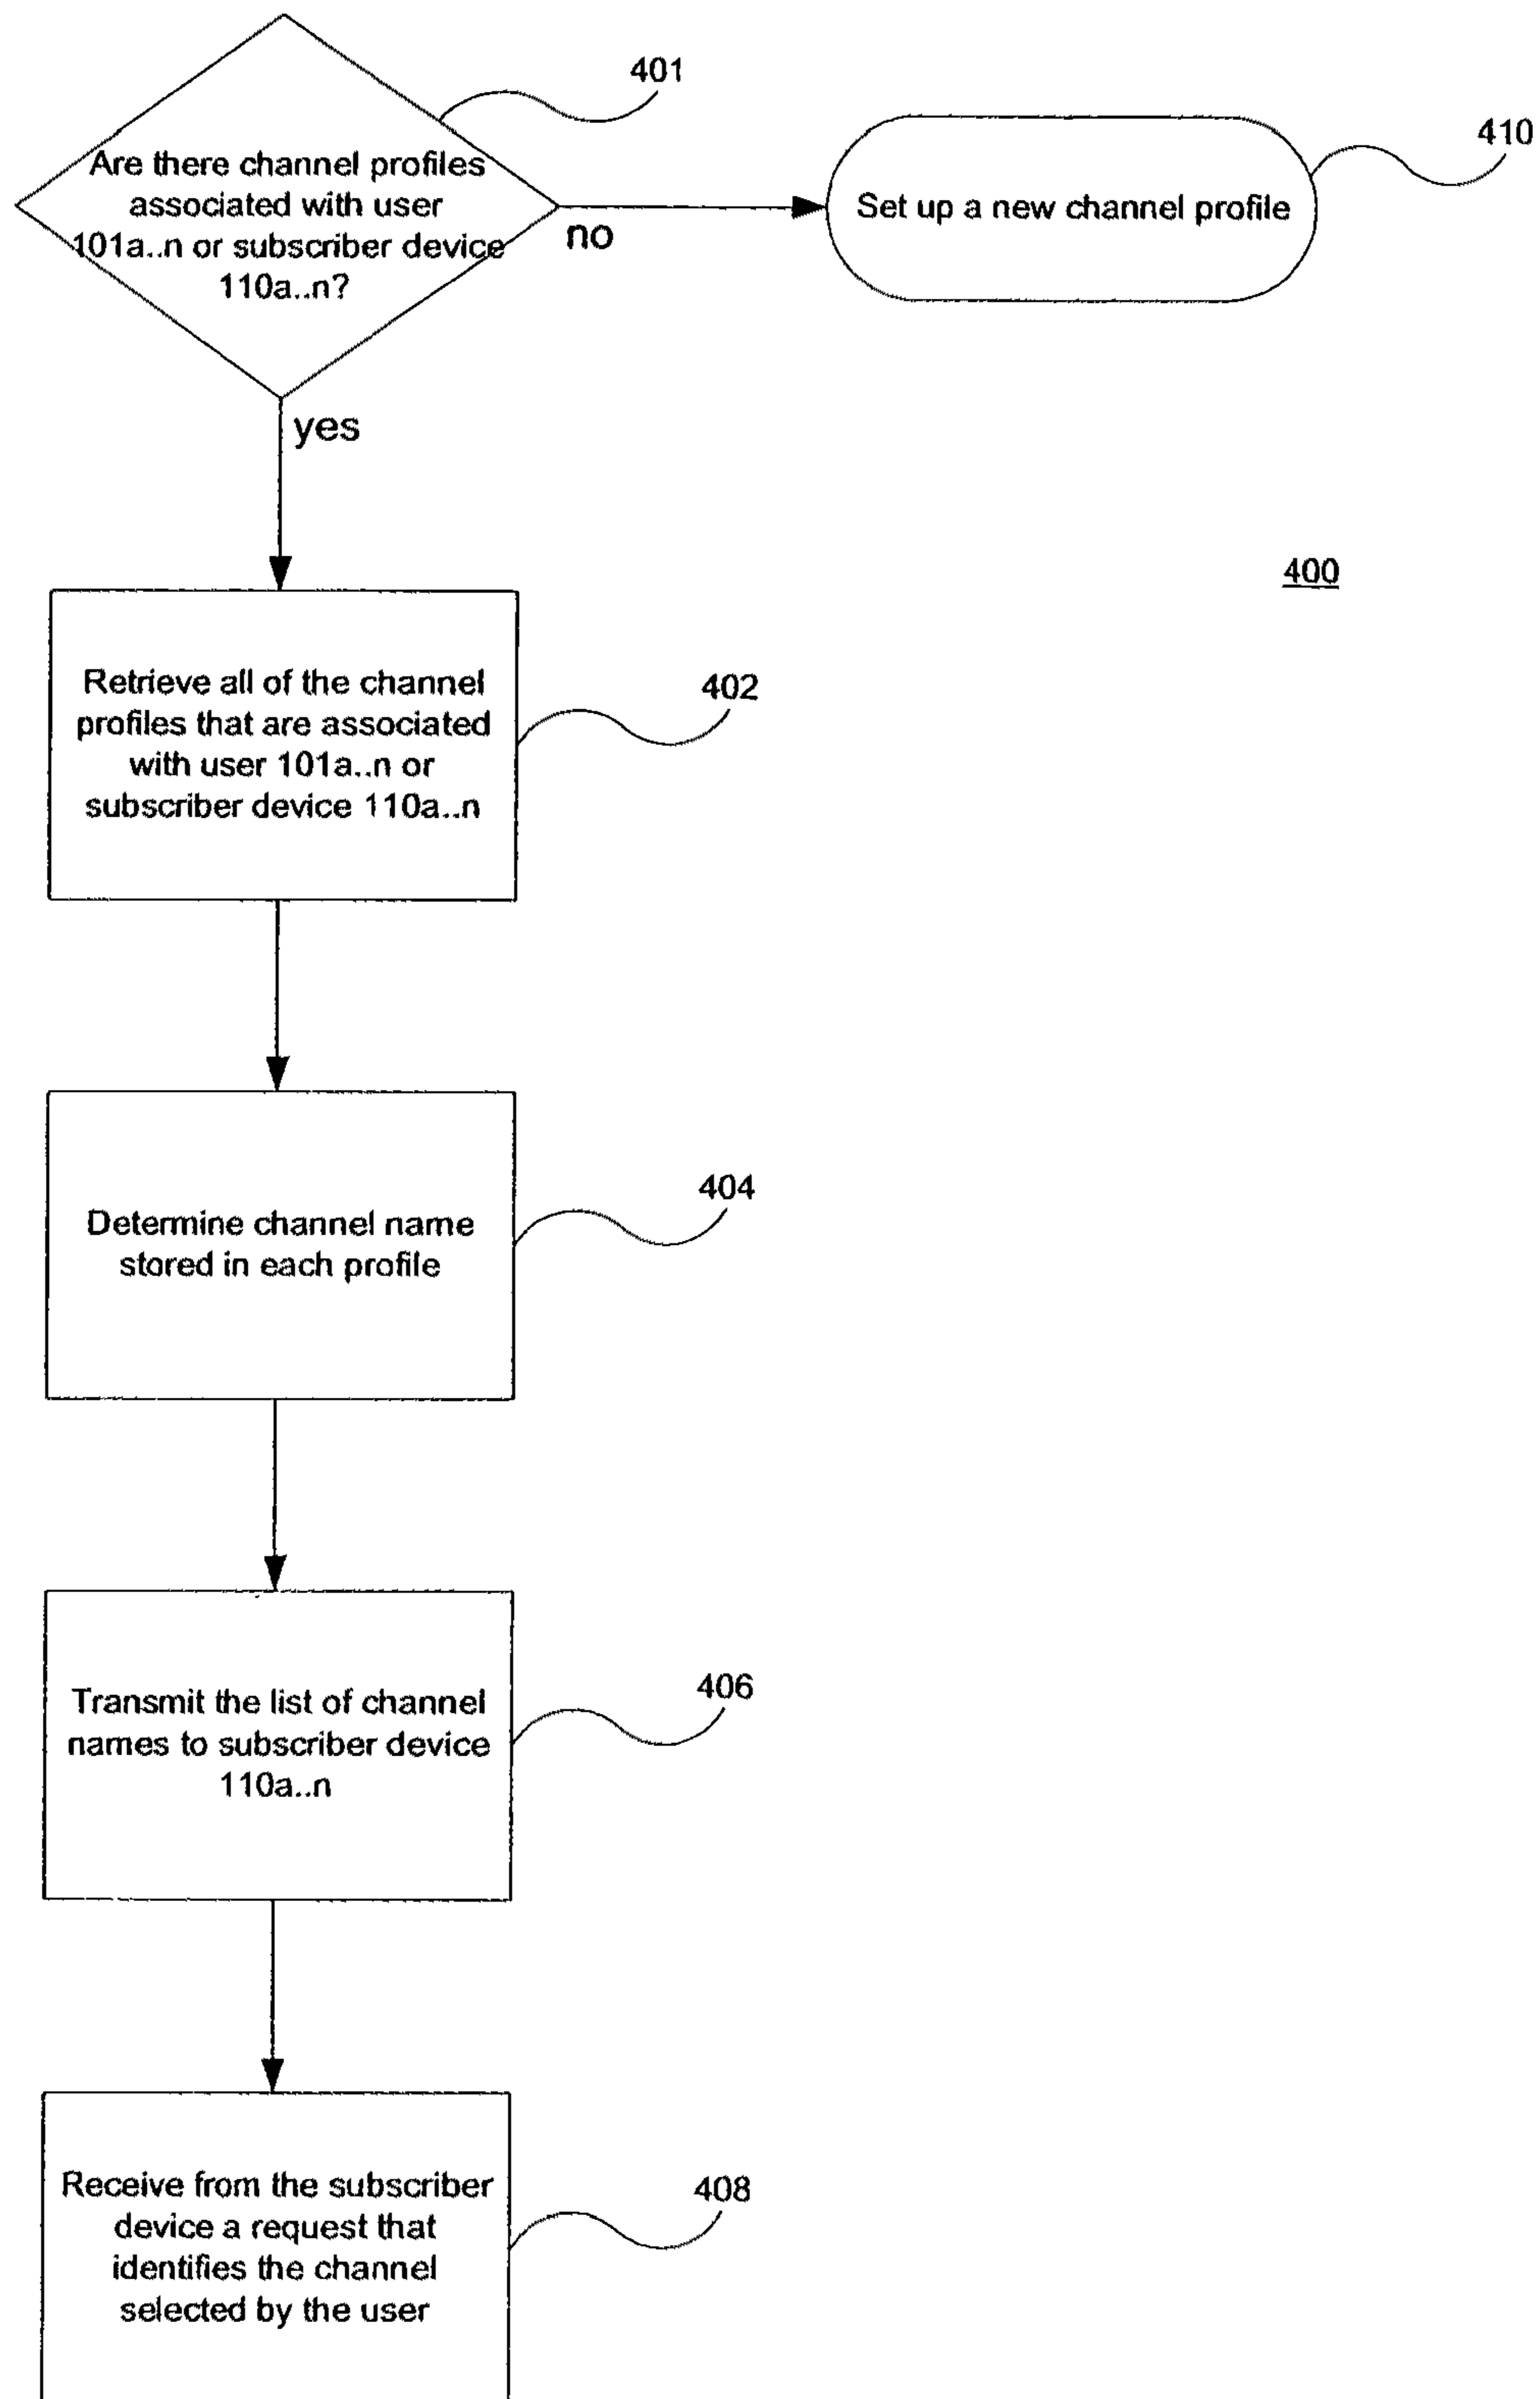 401
Are there channel profiles
associated with user
101a..n or subscriber device
110a..n?
no
Set up a new channel profile
410
yes
400
Retrieve all of the channel
profiles that are associated
with user 101a..n or
subscriber device 110a..n
402
Determine channel name
stored in each profile
404
Transmit the list of channel
names to subscriber device
110a..n
406
Receive from the subscriber
device a request that
identifies the channel
selected by the user
408